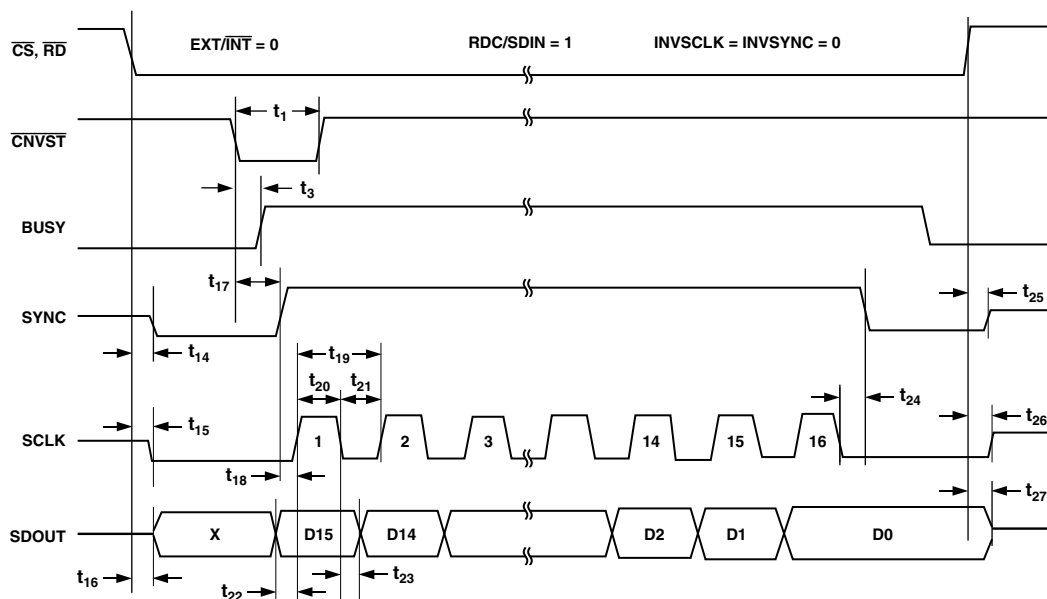 EXT/INT = 0 RDC/SDIN = 1 INVSCLK = INVSYNC = 0
CS, RD
t1
CNVST
t3
BUSY
t17
t25
SYNC
t14
t19
t20 t21
t24
t15
t26
SCLK
1 2 3 14 15 16
t18
t27
SDOUT
X D15 D14 D2 D1 D0
t16
t22
t23